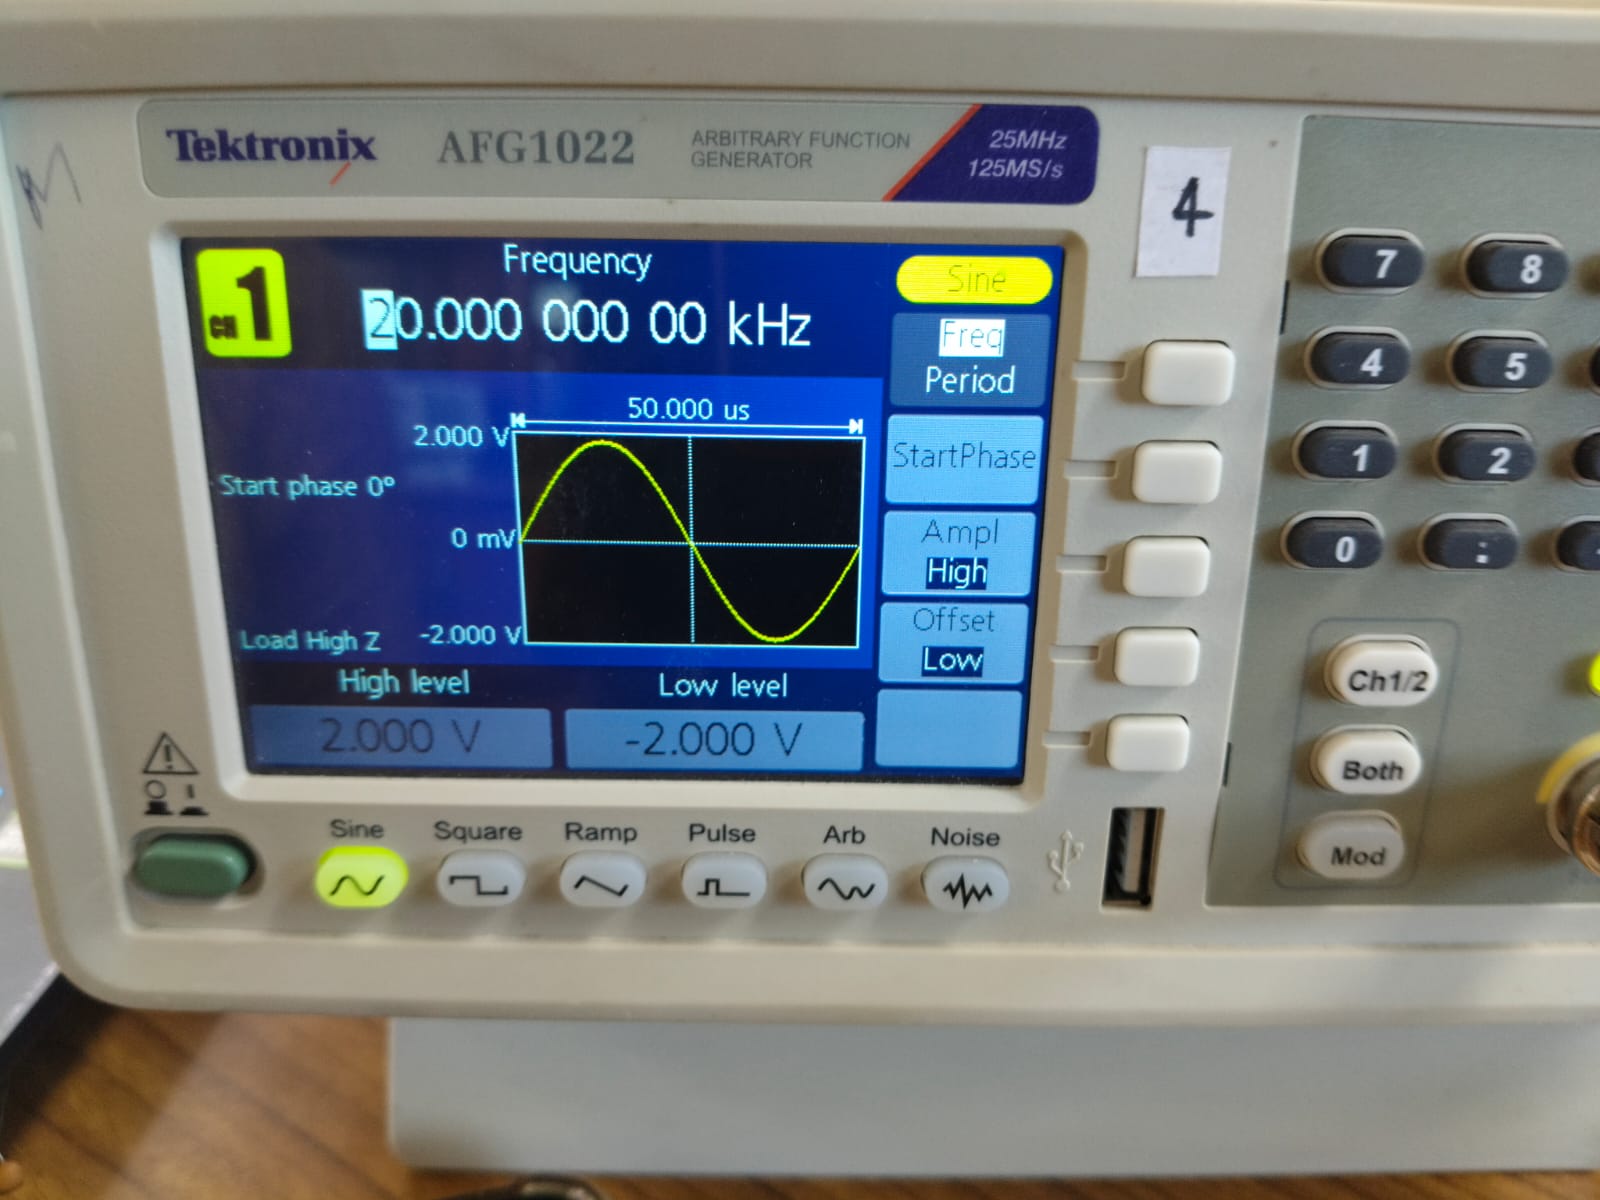 Tektronix AFG1022 ARBITRARY FUNCTION GENERATOR 25MHz 125MS/s
4
CH 1
Frequency
20.000 000 00 kHz
Sine
Freq
Period
50.000 us
2.000 V
StartPhase
Start phase 0°
0 mV
Ampl
High
Offset
Low
Load High Z
-2.000 V
High level
Low level
2.000 V
-2.000 V
Sine Square Ramp Pulse Arb Noise
7 8
4 5
1 2
0 .
Ch1/2
Both
Mod